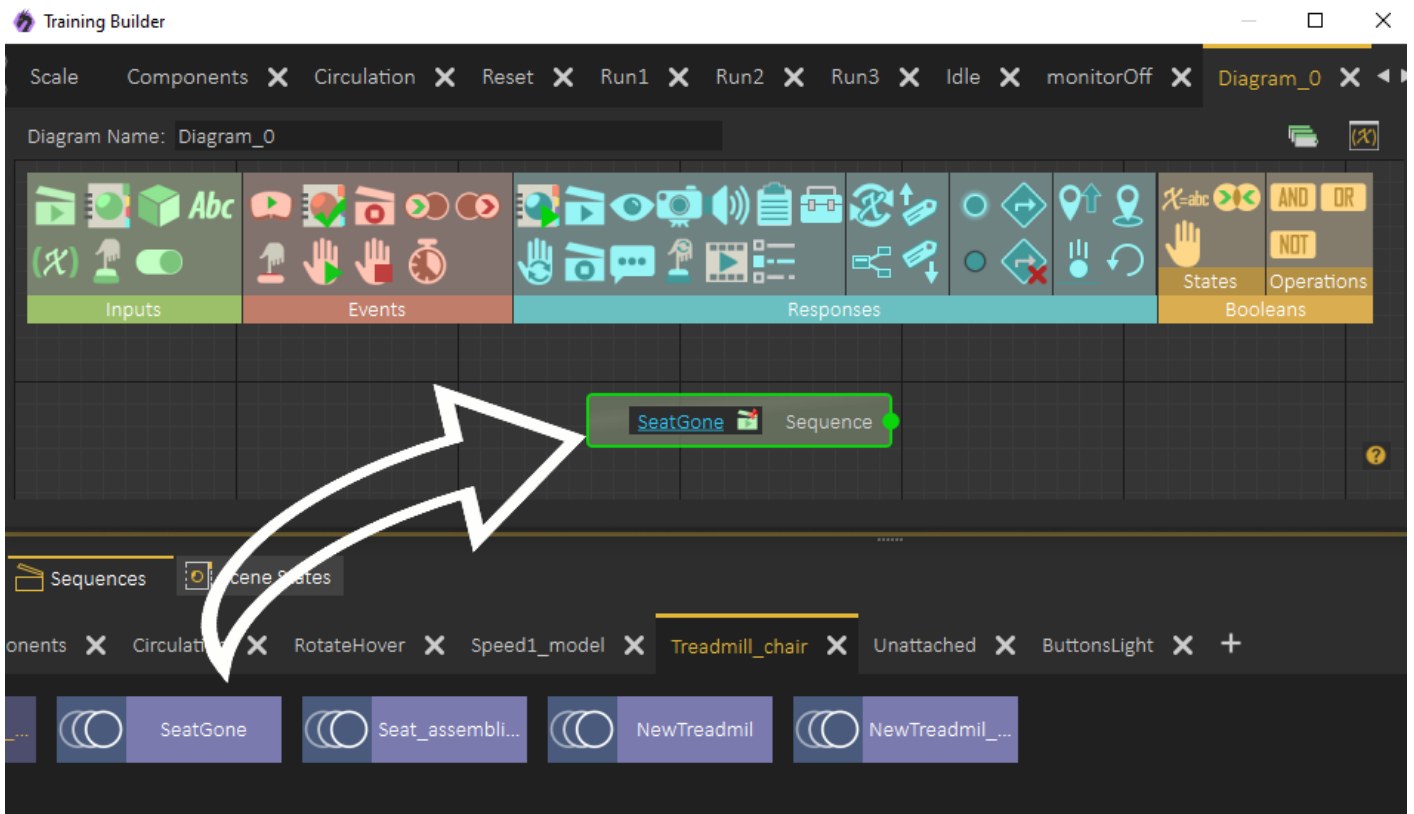 Training Builder
Scale Components Circulation Reset Run1 Run2 Run3 Idle monitorOff Diagram_0
Diagram Name: Diagram_0
(X)
Abc X=abc AND OR
(X) NOT
States Operations
Inputs Events Responses Booleans
SeatGone Sequence
?
Sequences Scene States
onents Circulati RotateHover Speed1_model Treadmill_chair Unattached ButtonsLight +
_... SeatGone Seat_assembli... NewTreadmil NewTreadmil_...